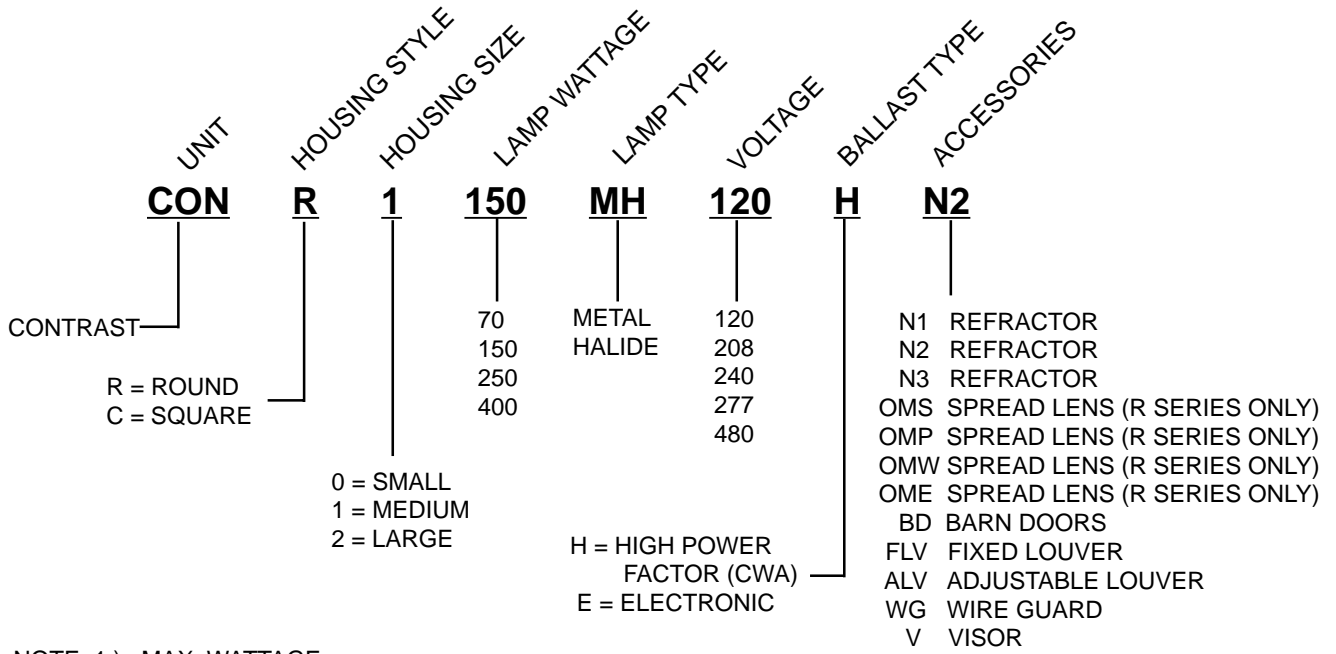 UNIT
HOUSING STYLE
HOUSING SIZE
LAMP WATTAGE
LAMP TYPE
VOLTAGE
BALLAST TYPE
ACCESSORIES
CON R 1 150 MH 120 H N2
CONTRAST
R = ROUND
C = SQUARE
0 = SMALL
1 = MEDIUM
2 = LARGE
70
150
250
400
METAL
HALIDE
120
208
240
277
480
H = HIGH POWER
FACTOR (CWA)
E = ELECTRONIC
N1 REFRACTOR
N2 REFRACTOR
N3 REFRACTOR
OMS SPREAD LENS (R SERIES ONLY)
OMP SPREAD LENS (R SERIES ONLY)
OMW SPREAD LENS (R SERIES ONLY)
OME SPREAD LENS (R SERIES ONLY)
BD BARN DOORS
FLV FIXED LOUVER
ALV ADJUSTABLE LOUVER
WG WIRE GUARD
V VISOR
NOTE 1.) MAX. WATTAGE